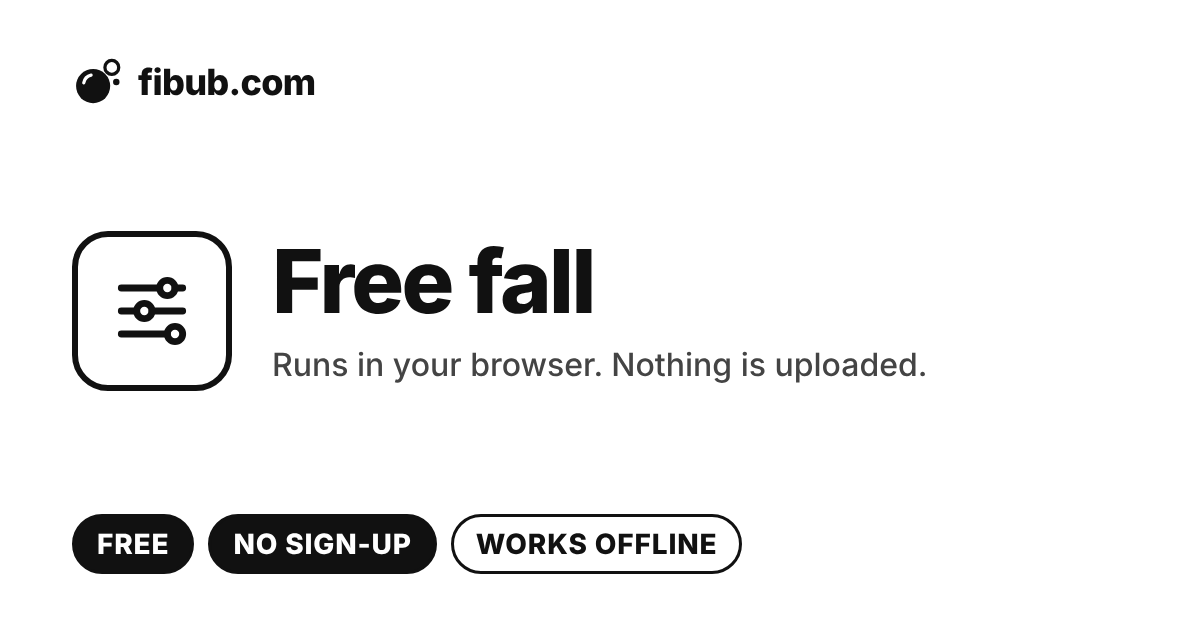 fibub.com
Free fall
Runs in your browser. Nothing is uploaded.
FREE NO SIGN-UP WORKS OFFLINE